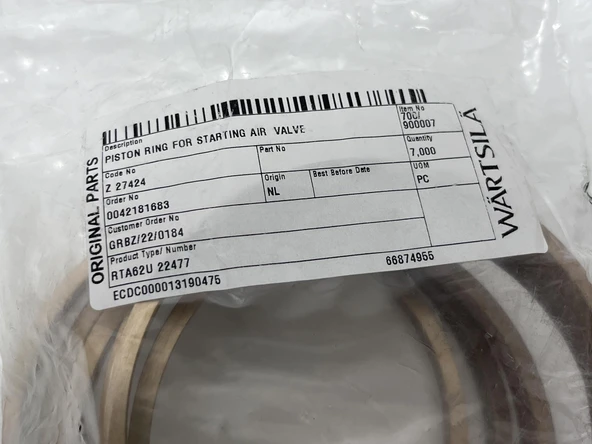 ORIGINAL PARTS
Description
PISTON RING FOR STARTING AIR VALVE
Item No
700/
900007
Code No
Z 27424
Part No
Quantity
7,000
Order No
0042181683
Origin
NL
Best Before Date
UOM
PC
Customer Order No
GRBZ/22/0184
Product Type/ Number
RTA62U 22477
ECDC000013190475
66874955
WÄRTSILÄ